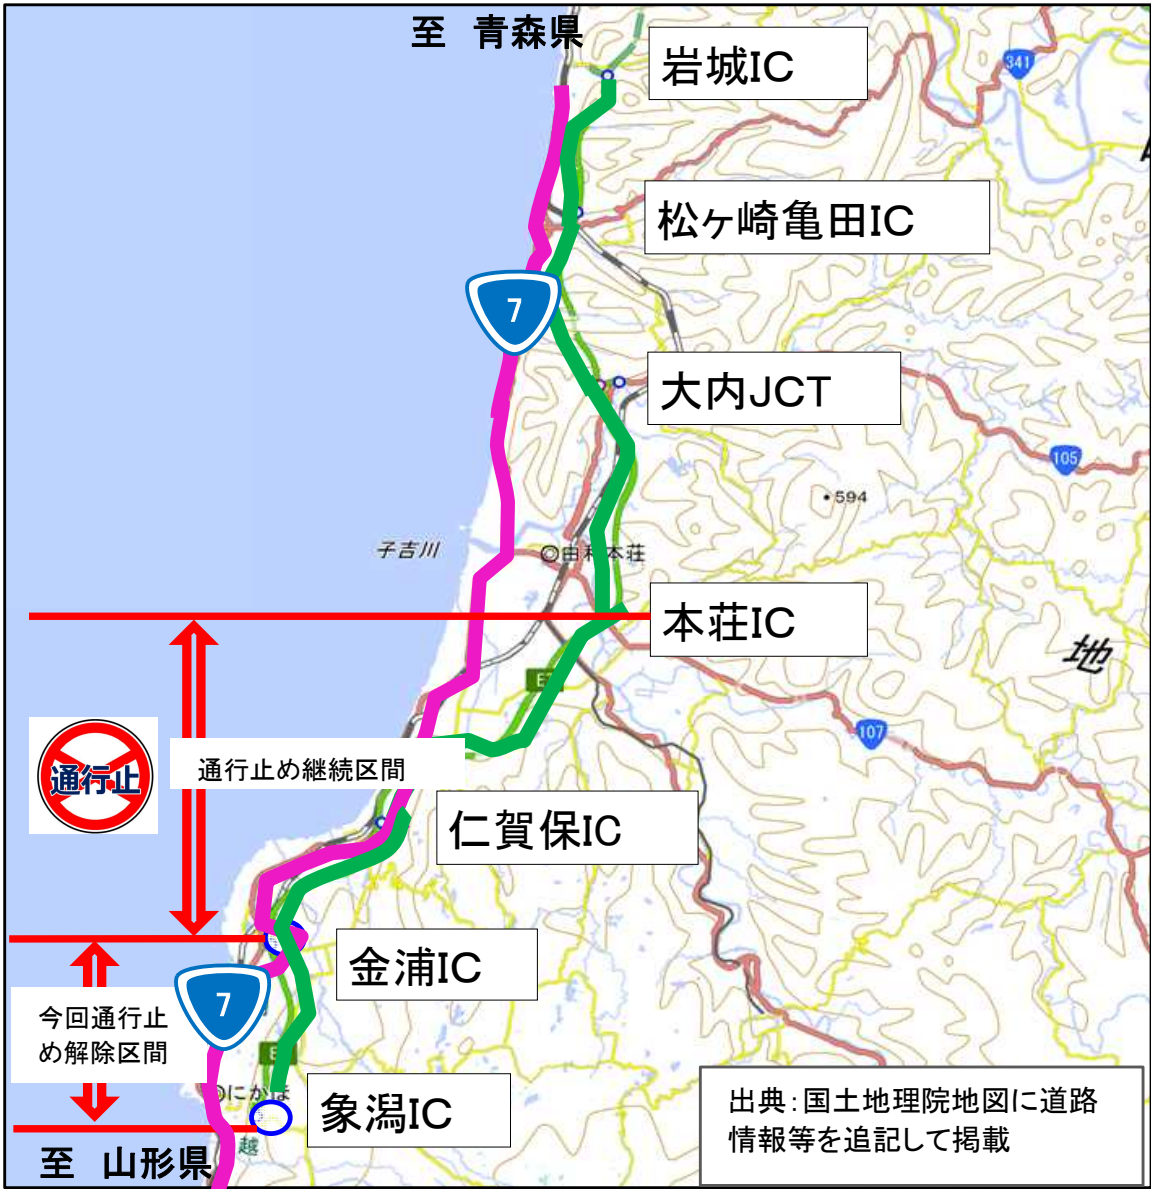 至 青森県
岩城IC
341
松ヶ崎亀田IC
7
大内JCT
105
・594
子吉川
◎由利本荘
本荘IC
地
E7
107
通行止
通行止め継続区間
仁賀保IC
金浦IC
7
今回通行止
め解除区間
にかほ
象潟IC
越
至 山形県
出典:国土地理院地図に道路
情報等を追記して掲載